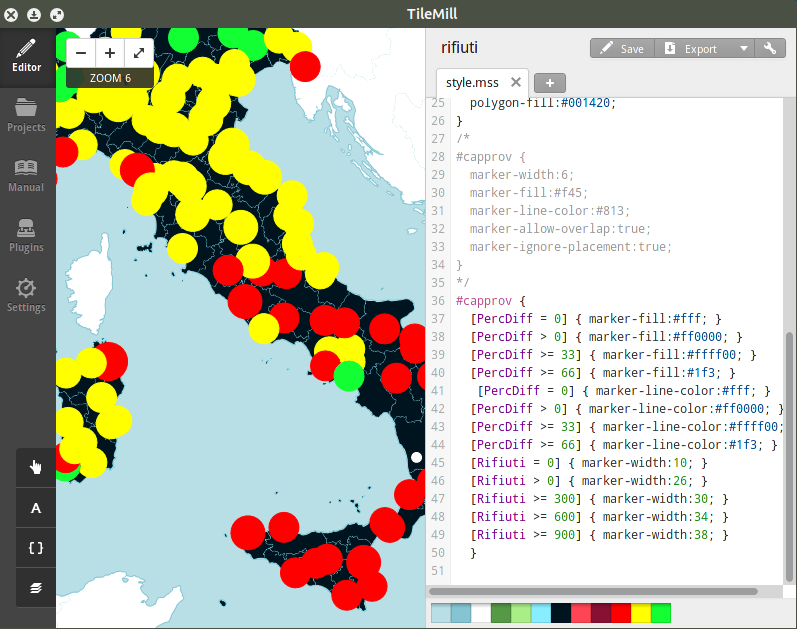 TileMill
Editor
Projects
Manual
Plugins
Settings
A
{ }
−
+
ZOOM 6
rifiuti
Save
Export
style.mss
+
25 polygon-fill:#001420;
26 }
27 /*
28 #capprov {
29 marker-width:6;
30 marker-fill:#f45;
31 marker-line-color:#813;
32 marker-allow-overlap:true;
33 marker-ignore-placement:true;
34 }
35 */
36 #capprov {
37 [PercDiff = 0] { marker-fill:#fff; }
38 [PercDiff > 0] { marker-fill:#ff0000; }
39 [PercDiff >= 33] { marker-fill:#ffff00; }
40 [PercDiff >= 66] { marker-fill:#1f3; }
41 [PercDiff = 0] { marker-line-color:#fff; }
42 [PercDiff > 0] { marker-line-color:#ff0000; }
43 [PercDiff >= 33] { marker-line-color:#ffff00;
44 [PercDiff >= 66] { marker-line-color:#1f3; }
45 [Rifiuti = 0] { marker-width:10; }
46 [Rifiuti > 0] { marker-width:26; }
47 [Rifiuti >= 300] { marker-width:30; }
48 [Rifiuti >= 600] { marker-width:34; }
49 [Rifiuti >= 900] { marker-width:38; }
50 }
51